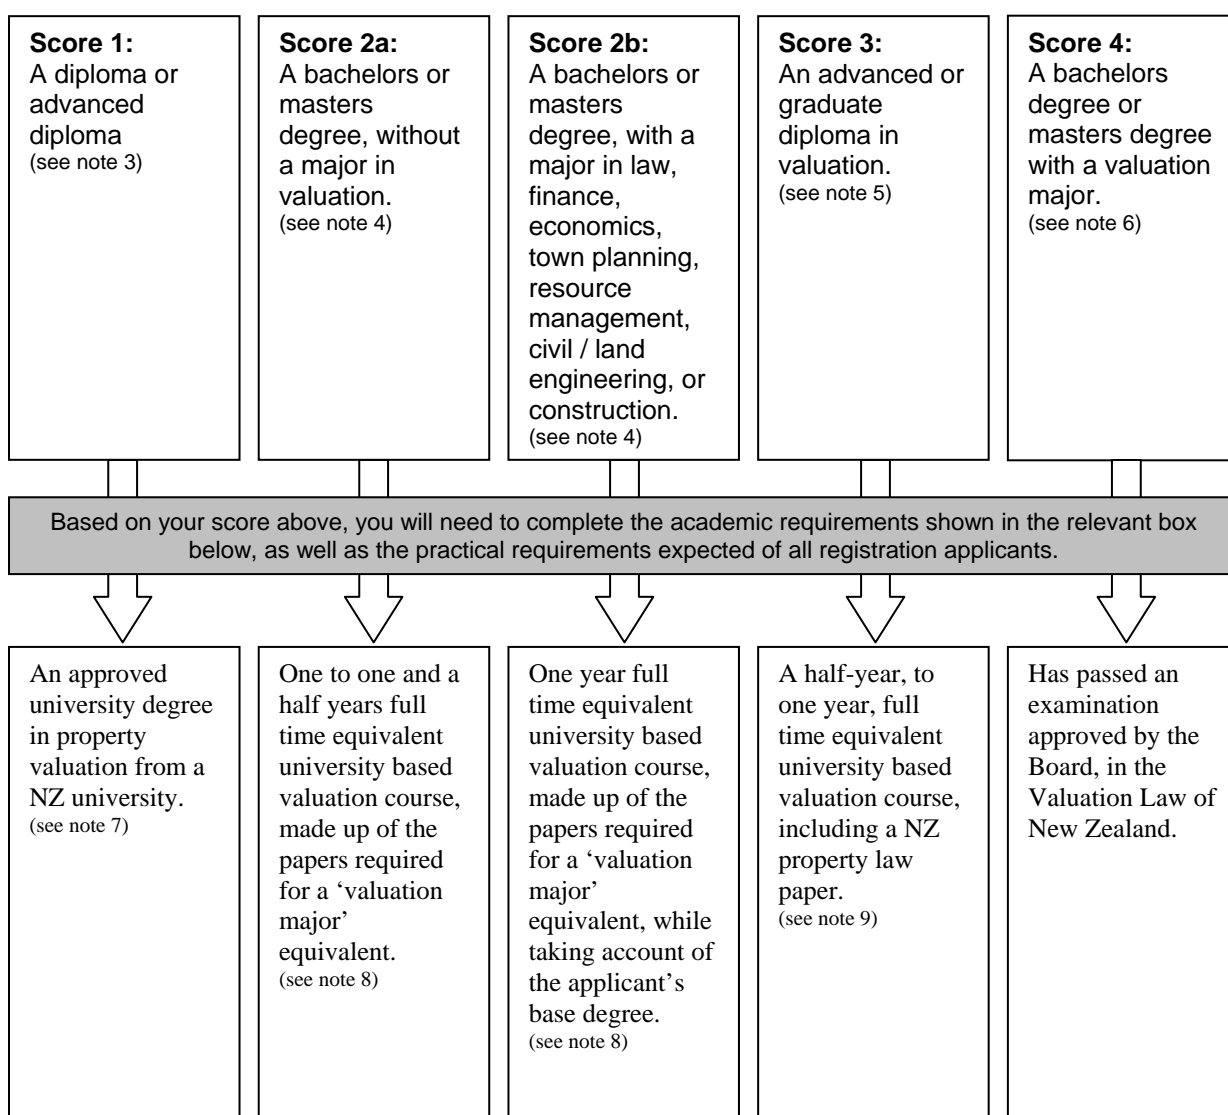 Score 1:
A diploma or
advanced
diploma
(see note 3)
Score 2a:
A bachelors or
masters
degree, without
a major in
valuation.
(see note 4)
Score 2b:
A bachelors or
masters
degree, with a
major in law,
finance,
economics,
town planning,
resource
management,
civil / land
engineering, or
construction.
(see note 4)
Score 3:
An advanced or
graduate
diploma in
valuation.
(see note 5)
Score 4:
A bachelors
degree or
masters degree
with a valuation
major.
(see note 6)
Based on your score above, you will need to complete the academic requirements shown in the relevant box
below, as well as the practical requirements expected of all registration applicants.
An approved
university degree
in property
valuation from a
NZ university.
(see note 7)
One to one and a
half years full
time equivalent
university based
valuation course,
made up of the
papers required
for a ‘valuation
major’
equivalent.
(see note 8)
One year full
time equivalent
university based
valuation course,
made up of the
papers required
for a ‘valuation
major’
equivalent, while
taking account of
the applicant’s
base degree.
(see note 8)
A half-year, to
one year, full
time equivalent
university based
valuation course,
including a NZ
property law
paper.
(see note 9)
Has passed an
examination
approved by the
Board, in the
Valuation Law of
New Zealand.